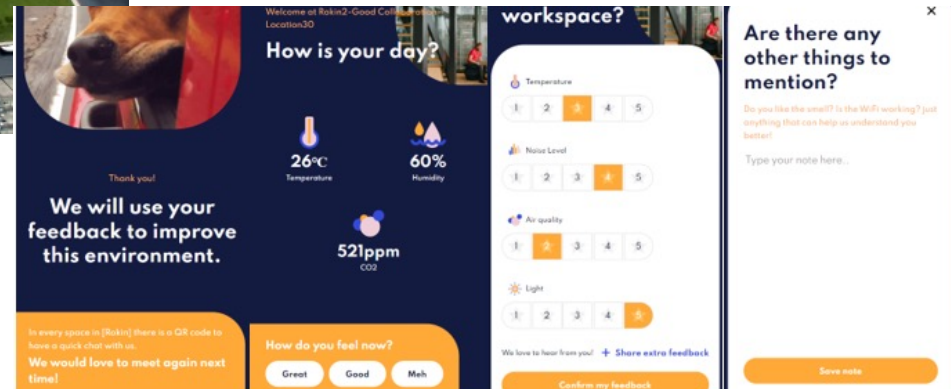 Thank you!
We will use your
feedback to improve
this environment.
In every space in [Rokin] there is a QR code to
have a quick chat with us.
We would love to meet again next
time!
Welcome at Rokin2-Good Collaboration
Location30
How is your day?
26°C
Temperature
60%
Humidity
521ppm
CO2
How do you feel now?
Great Good Meh
workspace?
Temperature
1 2 3 4 5
Noise Level
1 2 3 4 5
Air quality
1 2 3 4 5
Light
1 2 3 4 5
We love to hear from you! + Share extra feedback
Confirm my feedback
Are there any
other things to
mention?
Do you like the smell? Is the WiFi working? Just
anything that can help us understand you
better!
Type your note here..
Save note